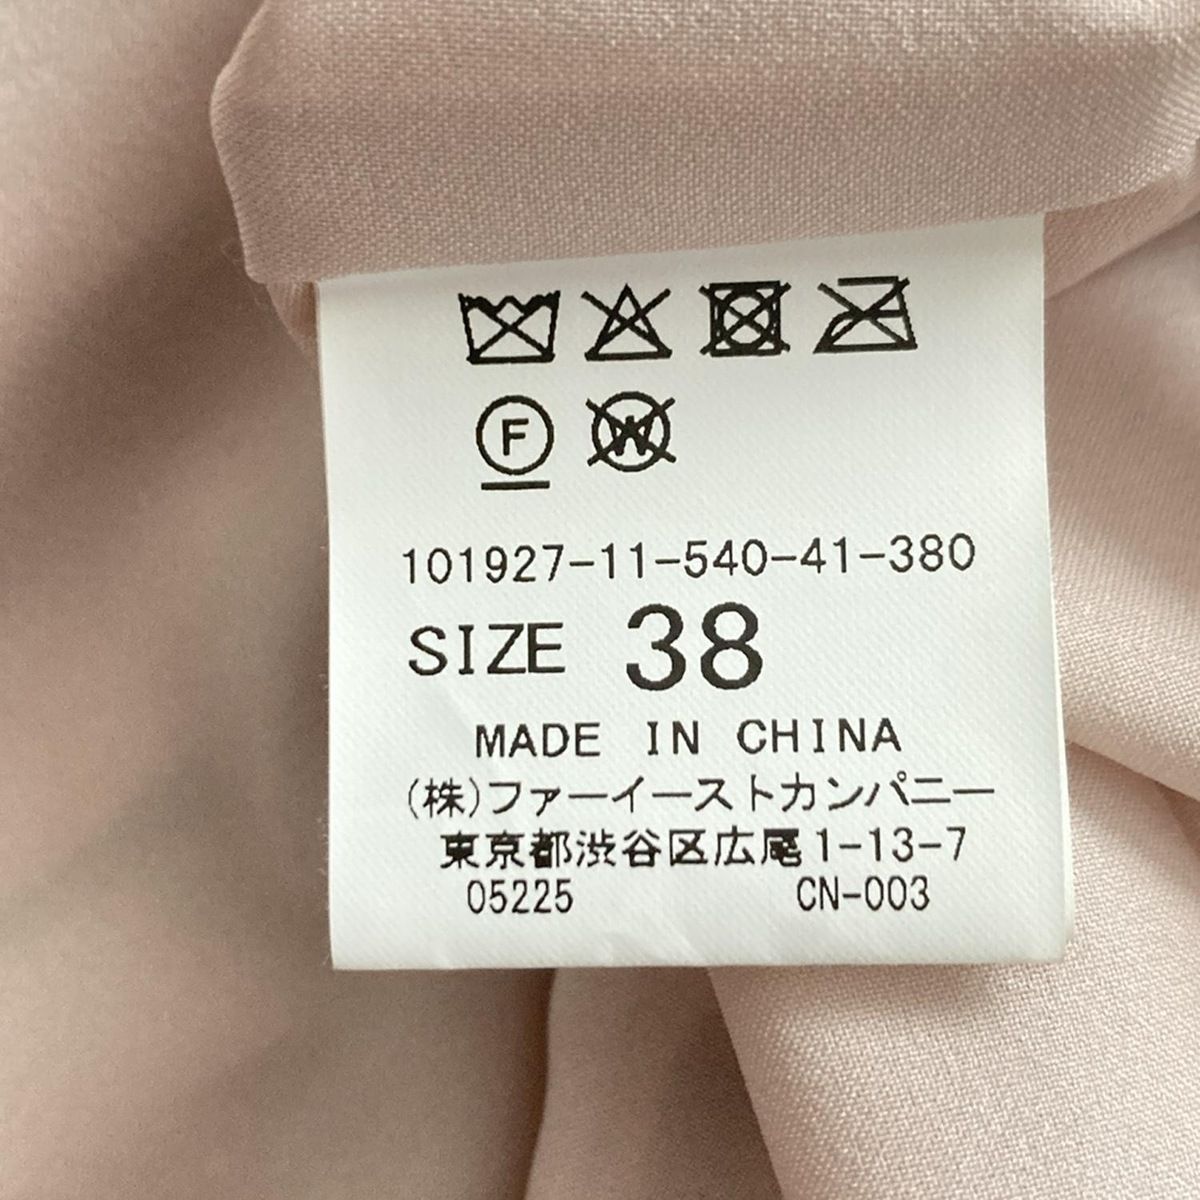 F
W
101927-11-540-41-380
SIZE 38
MADE IN CHINA
(株)ファーイーストカンパニー
東京都渋谷区広尾1-13-7
05225 CN-003